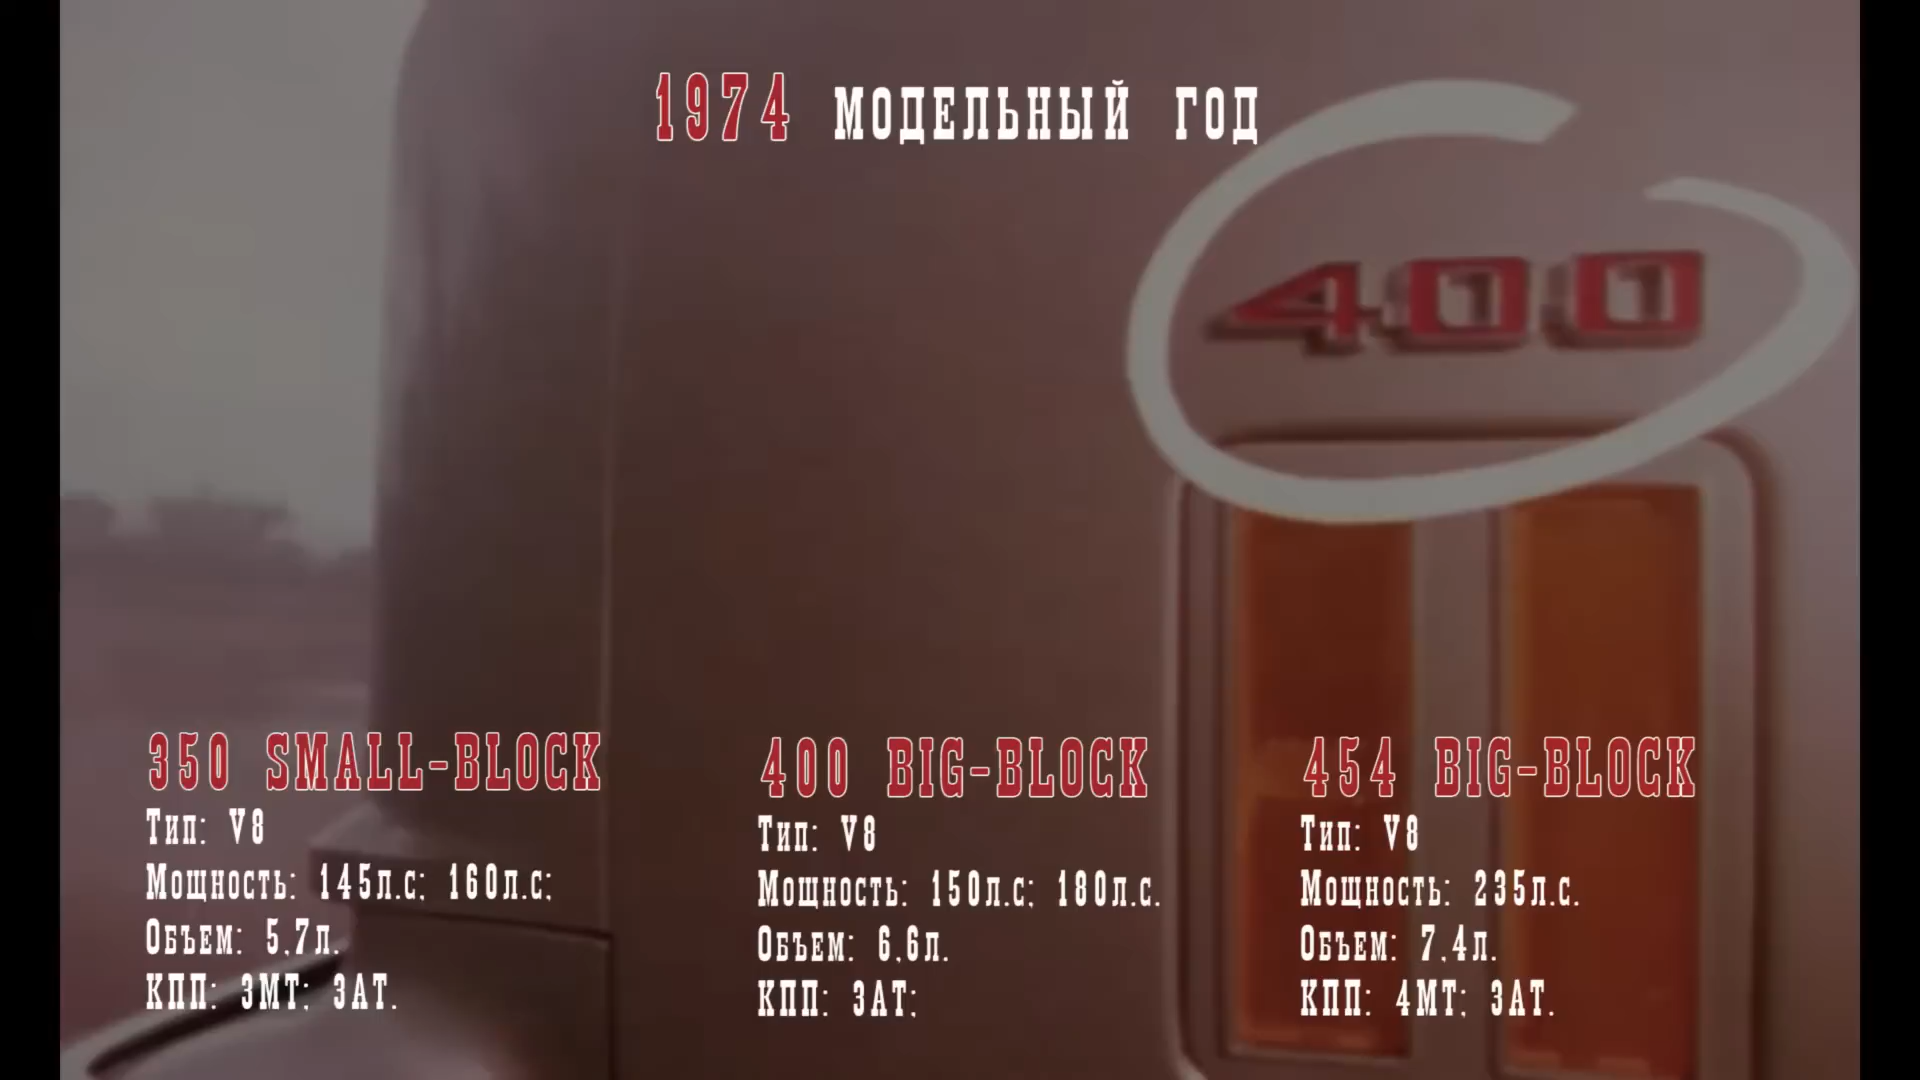 1974 МОДЕЛЬНЫЙ ГОД
400
350 SMALL-BLOCK
Тип: V8
Мощность: 145л.с; 160л.с;
Объем: 5,7л.
КПП: 3МТ; 3АТ.
400 BIG-BLOCK
Тип: V8
Мощность: 150л.с; 180л.с.
Объем: 6,6л.
КПП: 3АТ;
454 BIG-BLOCK
Тип: V8
Мощность: 235л.с.
Объем: 7,4л.
КПП: 4МТ; 3АТ.